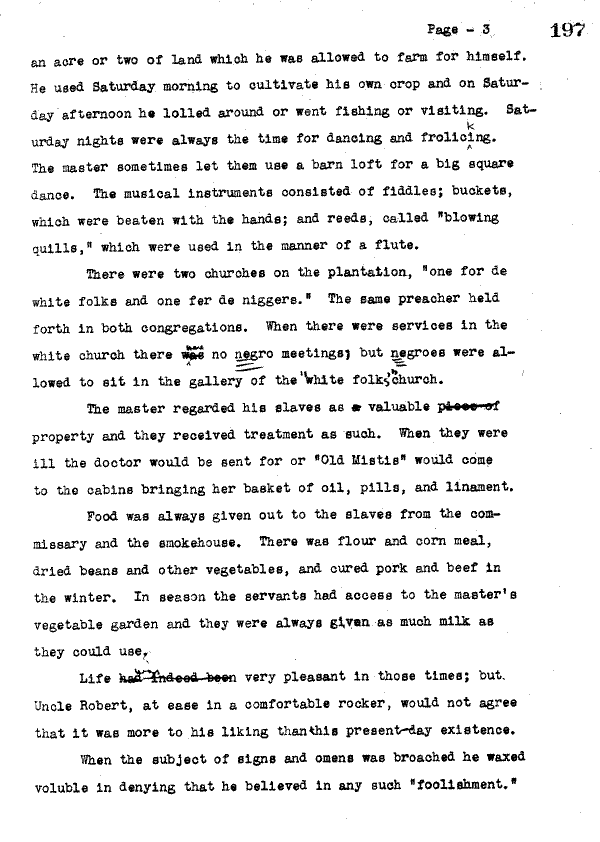 Page - 3 197
an acre or two of land which he was allowed to farm for himself.
He used Saturday morning to cultivate his own crop and on Satur-
day afternoon he lolled around or went fishing or visiting. Sat-
urday nights were always the time for dancing and frolicking.
The master sometimes let them use a barn loft for a big square
dance. The musical instruments consisted of fiddles; buckets,
which were beaten with the hands; and reeds, called "blowing
quills," which were used in the manner of a flute.
There were two churches on the plantation, "one for de
white folks and one fer de niggers." The same preacher held
forth in both congregations. When there were services in the
white church there were no negro meetings; but negroes were al-
lowed to sit in the gallery of the "white folks'" church.
The master regarded his slaves as valuable
property and they received treatment as such. When they were
ill the doctor would be sent for or "Old Mistis" would come
to the cabins bringing her basket of oil, pills, and linament.
Food was always given out to the slaves from the com-
missary and the smokehouse. There was flour and corn meal,
dried beans and other vegetables, and cured pork and beef in
the winter. In season the servants had access to the master's
vegetable garden and they were always given as much milk as
they could use.
Life had indeed been very pleasant in those times; but
Uncle Robert, at ease in a comfortable rocker, would not agree
that it was more to his liking than this present-day existence.
When the subject of signs and omens was broached he waxed
voluble in denying that he believed in any such "foolishment."